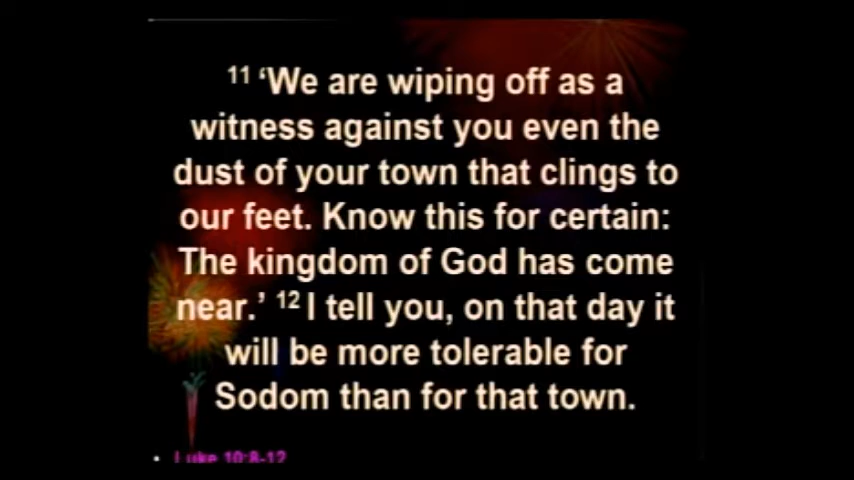 11 ‘We are wiping off as a
witness against you even the
dust of your town that clings to
our feet. Know this for certain:
The kingdom of God has come
near.’ 12 I tell you, on that day it
will be more tolerable for
Sodom than for that town.
• Luke 10:8-12